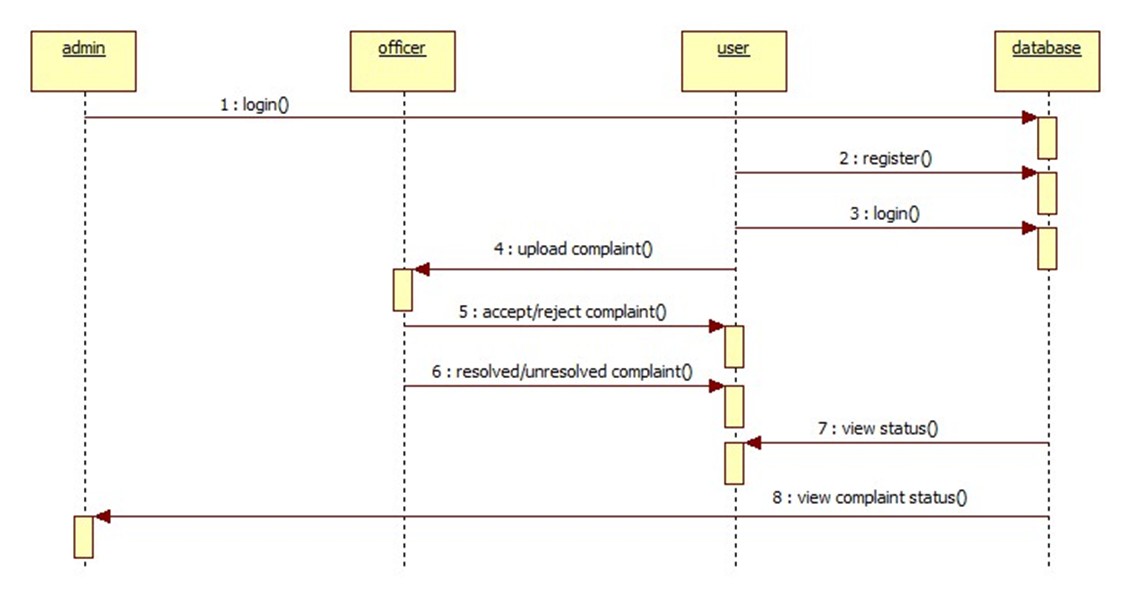 admin officer user database
1 : login()
2 : register()
3 : login()
4 : upload complaint()
5 : accept/reject complaint()
6 : resolved/unresolved complaint()
7 : view status()
8 : view complaint status()